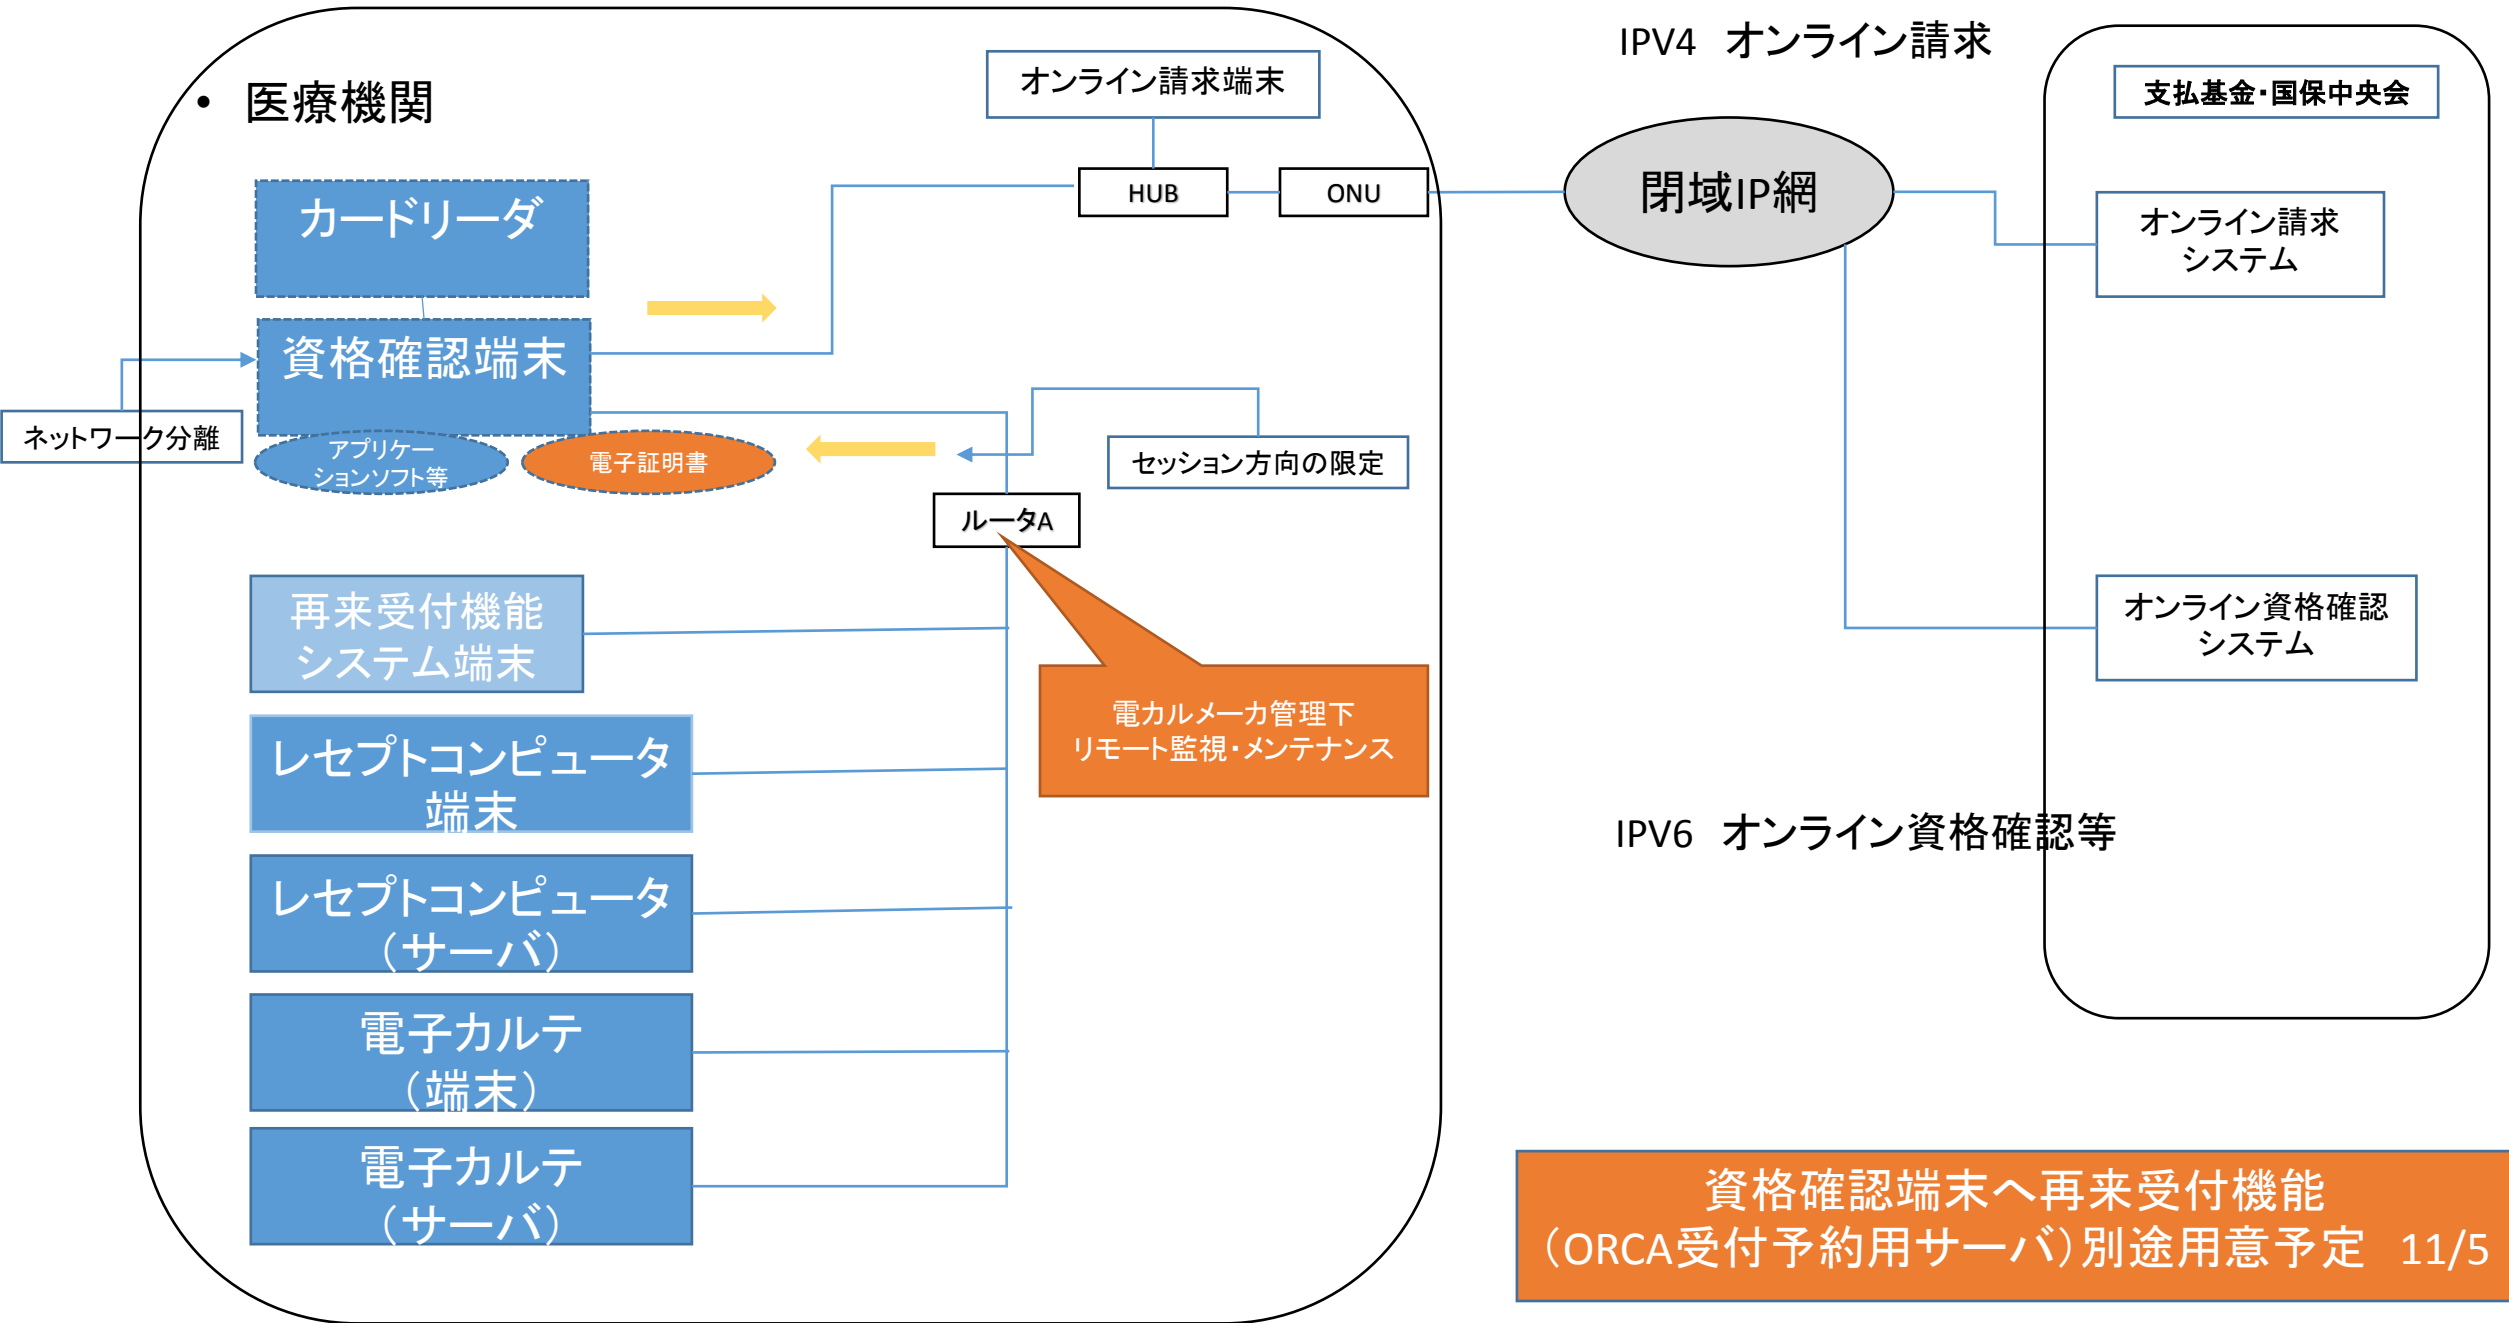 ・ 医療機関
オンライン請求端末
HUB
ONU
カードリーダ
資格確認端末
アプリケー
ションソフト等
電子証明書
ネットワーク分離
セッション方向の限定
ルータA
再来受付機能
システム端末
電カルメーカ管理下
リモート監視・メンテナンス
レセプトコンピュータ
端末
レセプトコンピュータ
（サーバ）
電子カルテ
（端末）
電子カルテ
（サーバ）
IPV4 オンライン請求
閉域IP網
支払基金・国保中央会
オンライン請求
システム
オンライン資格確認
システム
IPV6 オンライン資格確認等
資格確認端末へ再来受付機能
（ORCA受付予約用サーバ）別途用意予定 11/5